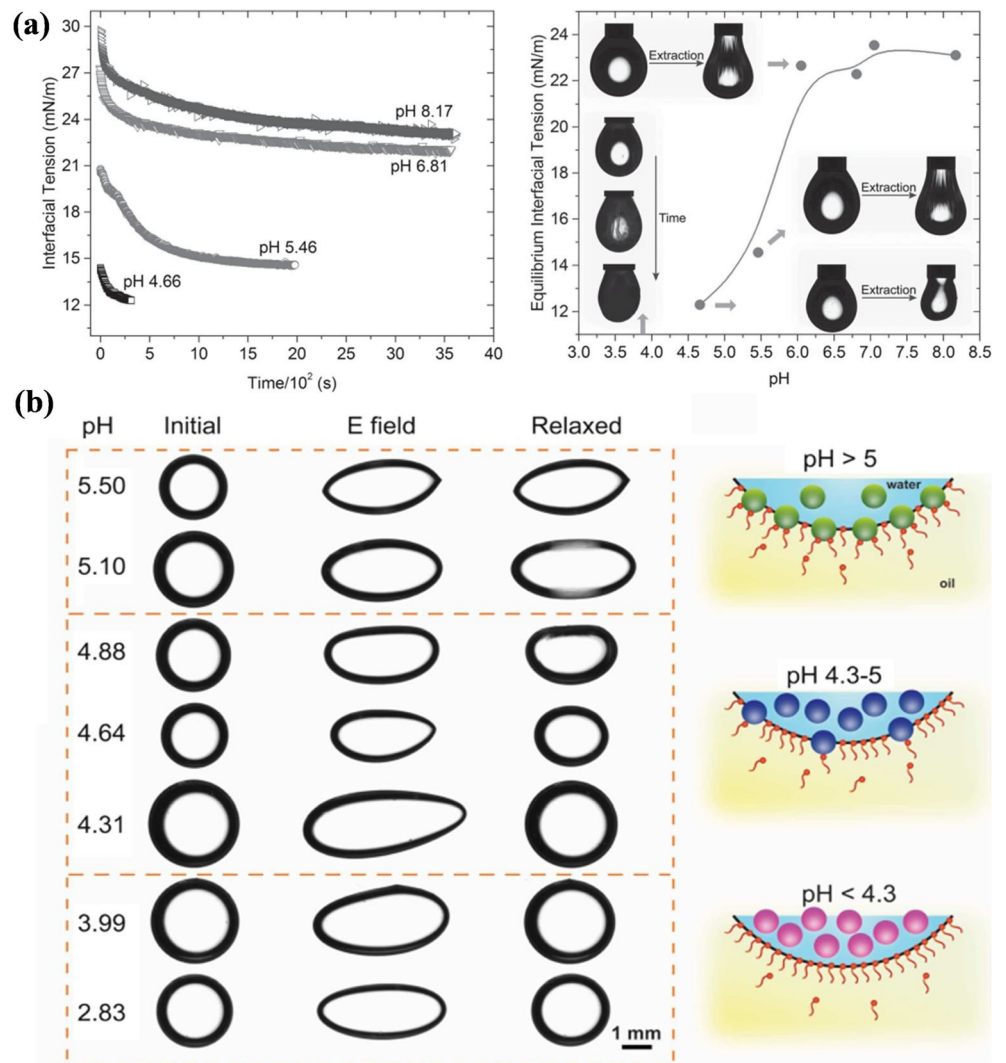 (a)
Interfacial Tension (mN/m)
30
27
24
21
18
15
12
pH 8.17
pH 6.81
pH 5.46
pH 4.66
0 5 10 15 20 25 30 35 40
Time/10² (s)
Equilibrium Interfacial Tension (mN/m)
24
22
20
18
16
14
12
Extraction
Time
Extraction
Extraction
3.0 3.5 4.0 4.5 5.0 5.5 6.0 6.5 7.0 7.5 8.0 8.5
pH
(b)
pH Initial E field Relaxed
5.50
5.10
4.88
4.64
4.31
3.99
2.83
1 mm
pH > 5
water
oil
pH 4.3-5
pH < 4.3